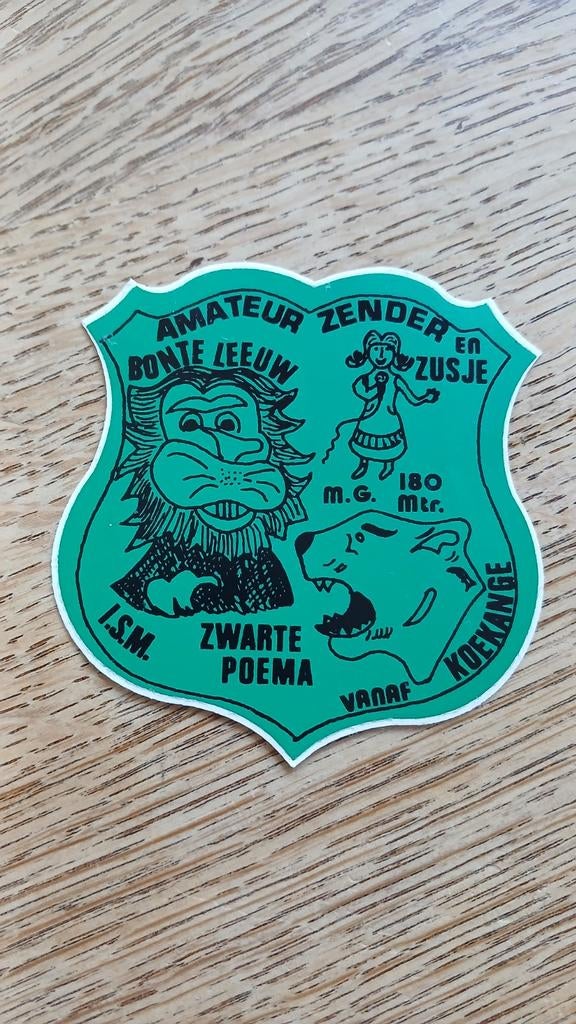 AMATEUR ZENDER EN
BONTE LEEUW
ZUSJE
M.G. 180
Mtr.
I.S.M.
ZWARTE
POEMA
VANAF KOEKANGE